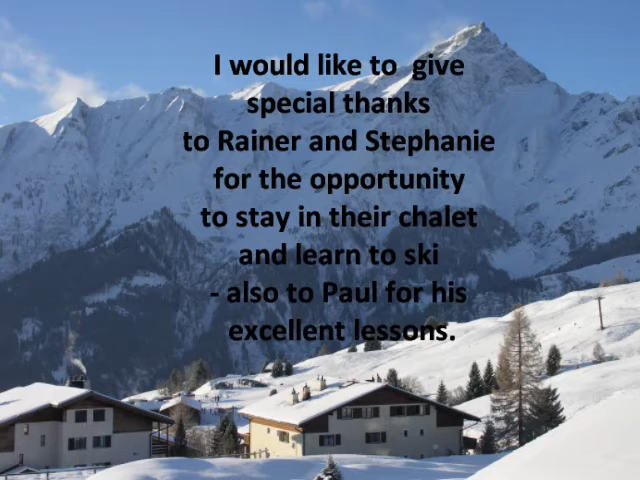 I would like to  give
special thanks
to Rainer and Stephanie
for the opportunity
to stay in their chalet
and learn to ski
- also to Paul for his
excellent lessons.